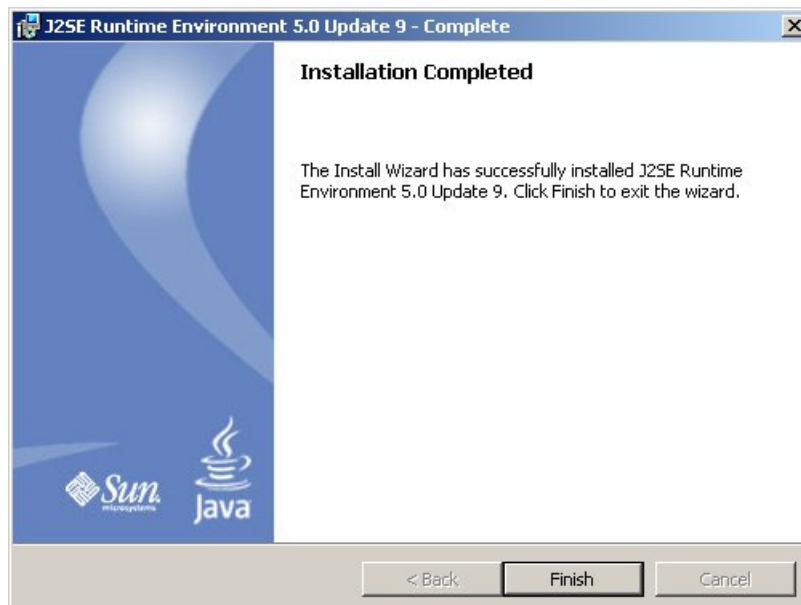 J2SE Runtime Environment 5.0 Update 9 - Complete
Installation Completed
The Install Wizard has successfully installed J2SE Runtime
Environment 5.0 Update 9. Click Finish to exit the wizard.
Sun
microsystems
Java
< Back
Finish
Cancel